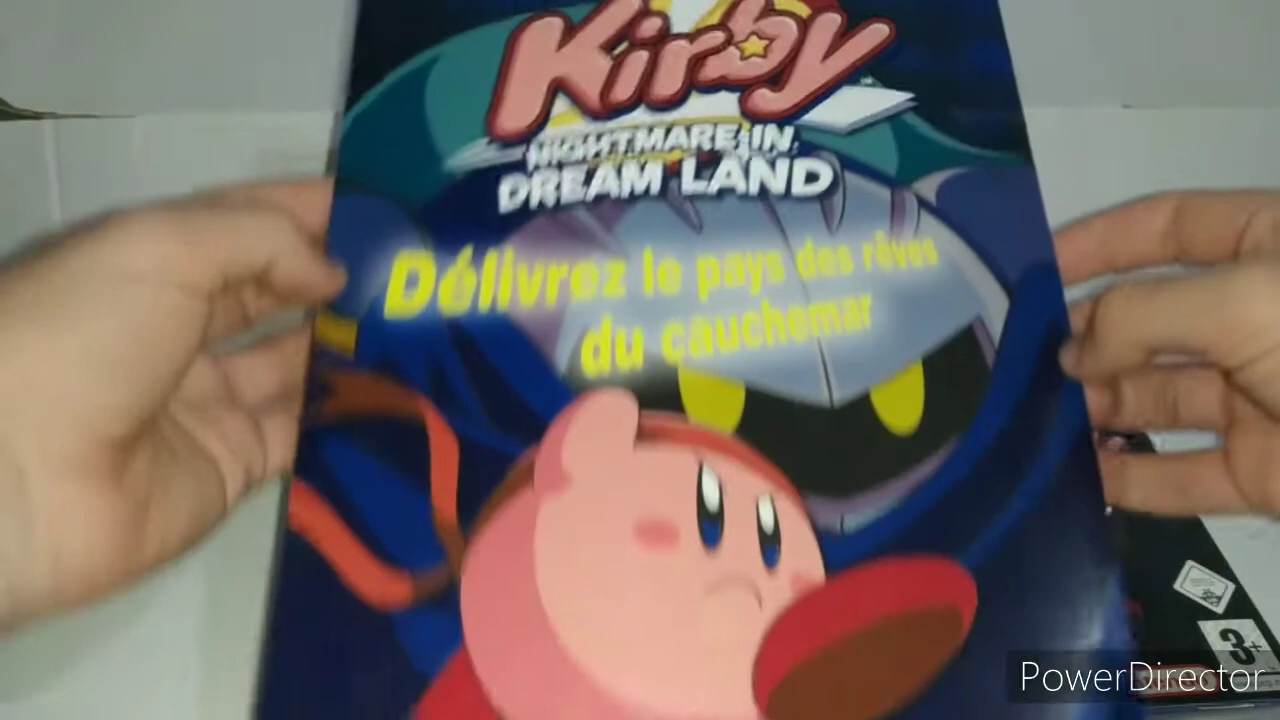 Kirby
NIGHTMARE IN
DREAM LAND
Délivrez le pays des rêves
du cauchemar
3+
PowerDirector